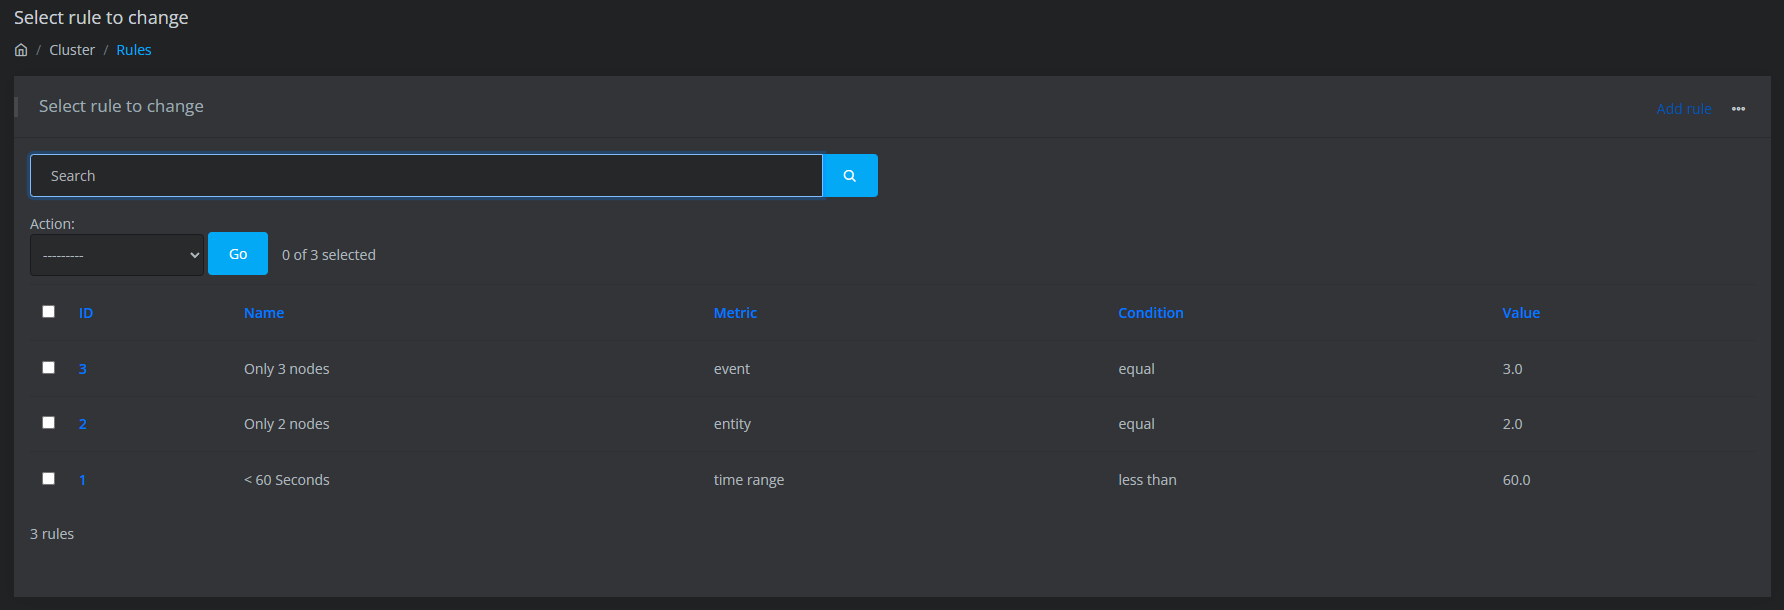 Select rule to change
/ Cluster / Rules
Select rule to change
Add rule
Search
Action:
---------
Go
0 of 3 selected
ID Name Metric Condition Value
3 Only 3 nodes event equal 3.0
2 Only 2 nodes entity equal 2.0
1 < 60 Seconds time range less than 60.0
3 rules